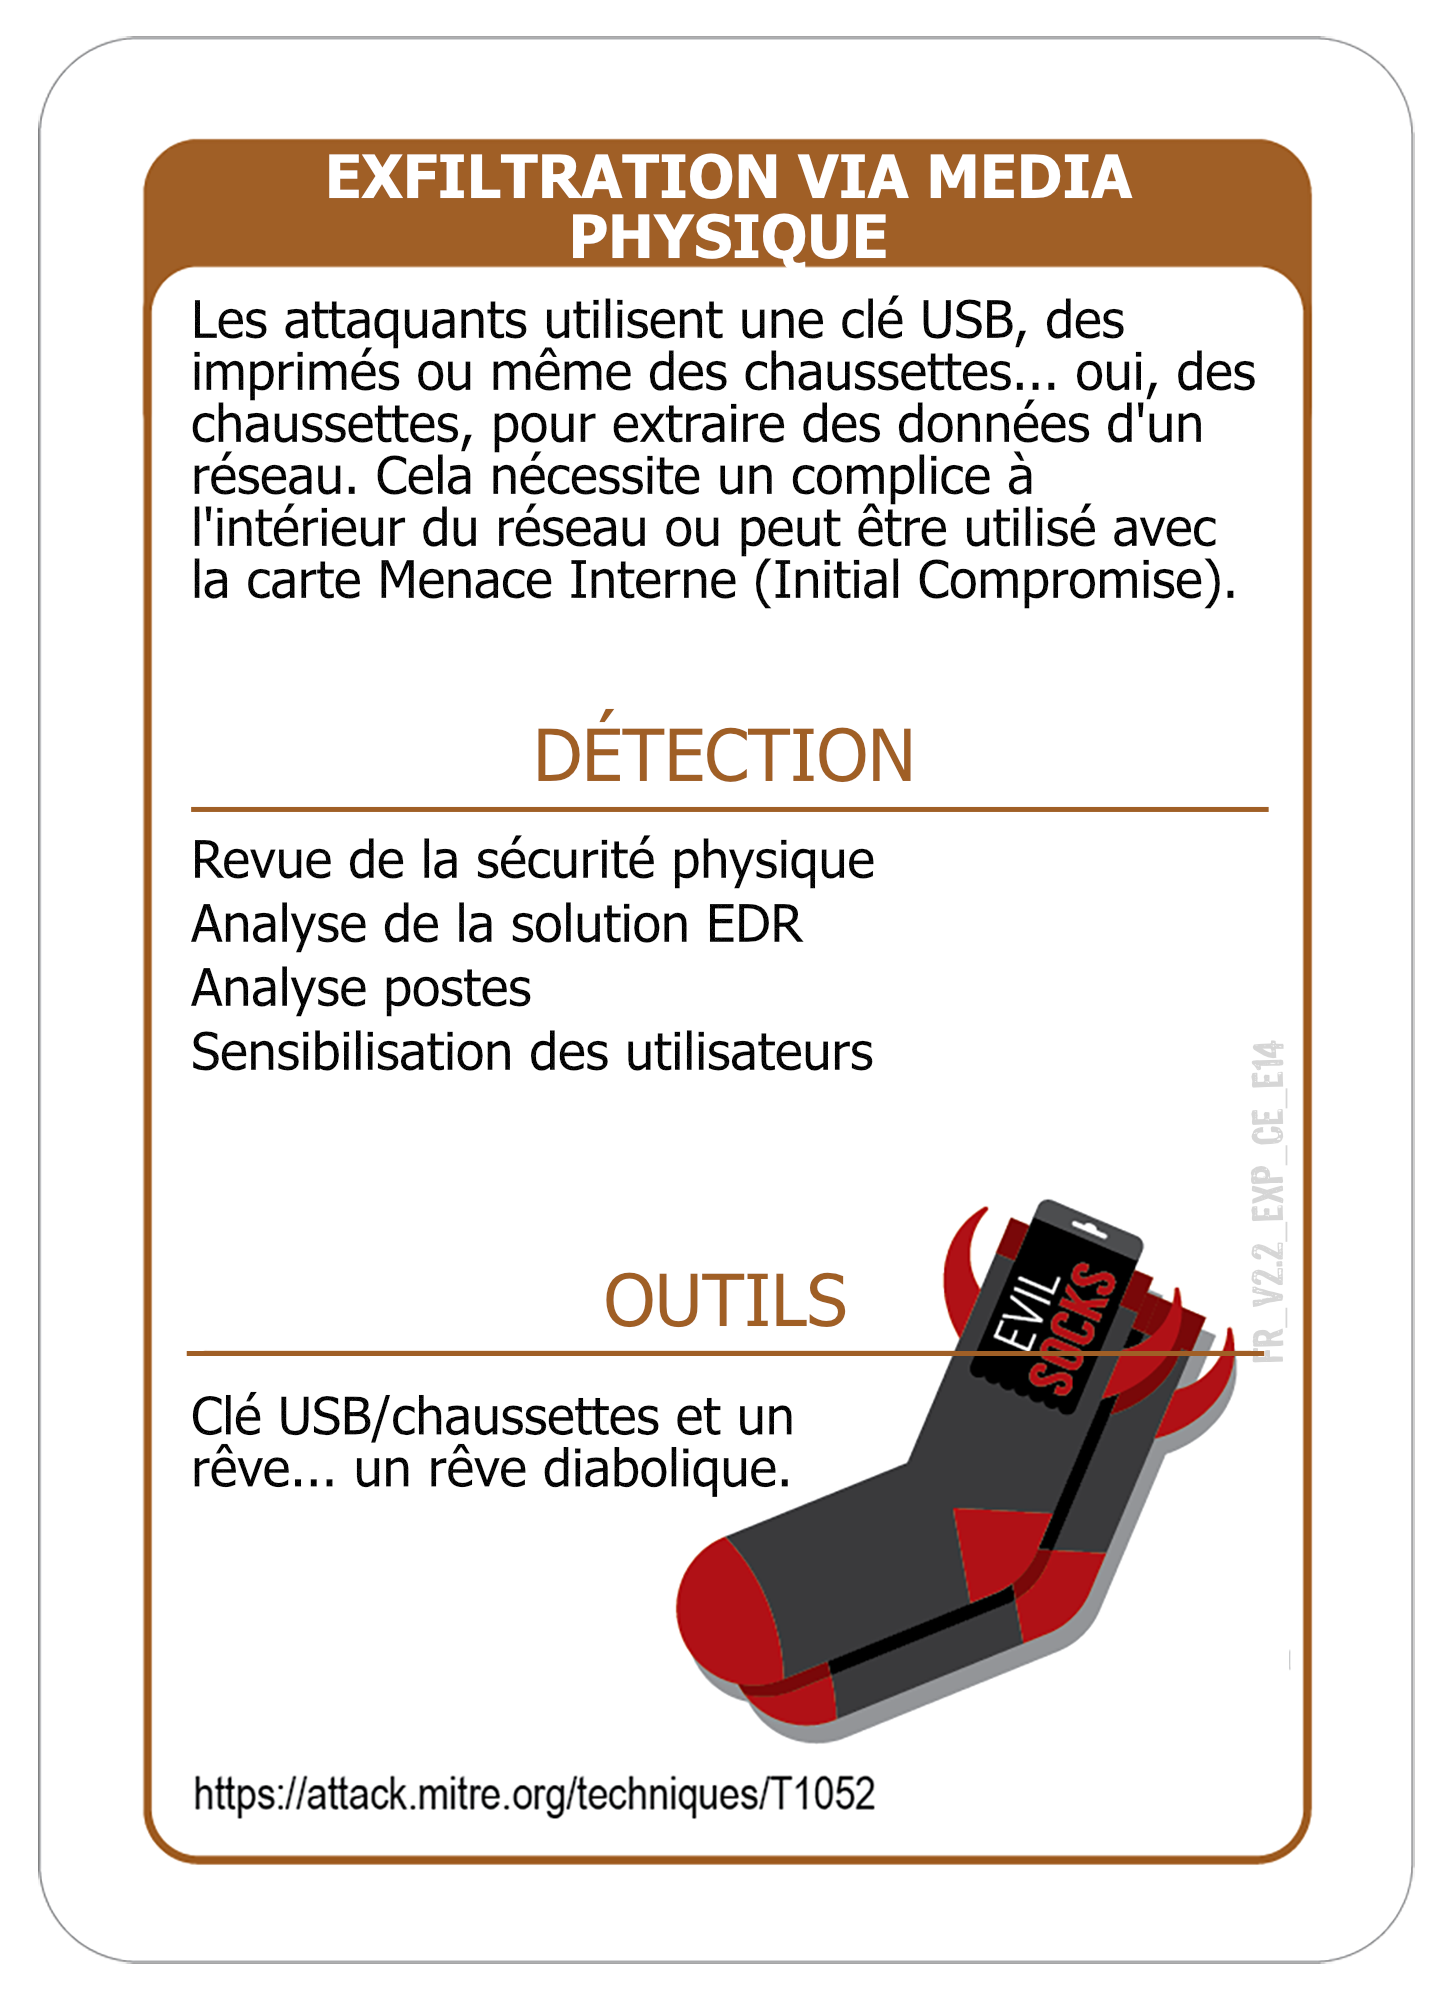 EXFILTRATION VIA MEDIA
PHYSIQUE
Les attaquants utilisent une clé USB, des
imprimés ou même des chaussettes... oui, des
chaussettes, pour extraire des données d'un
réseau. Cela nécessite un complice à
l'intérieur du réseau ou peut être utilisé avec
la carte Menace Interne (Initial Compromise).
DÉTECTION
Revue de la sécurité physique
Analyse de la solution EDR
Analyse postes
Sensibilisation des utilisateurs
FR_V2.2_EXP_CE_E14
OUTILS
EVIL
SOCKS
Clé USB/chaussettes et un
rêve... un rêve diabolique.
https://attack.mitre.org/techniques/T1052